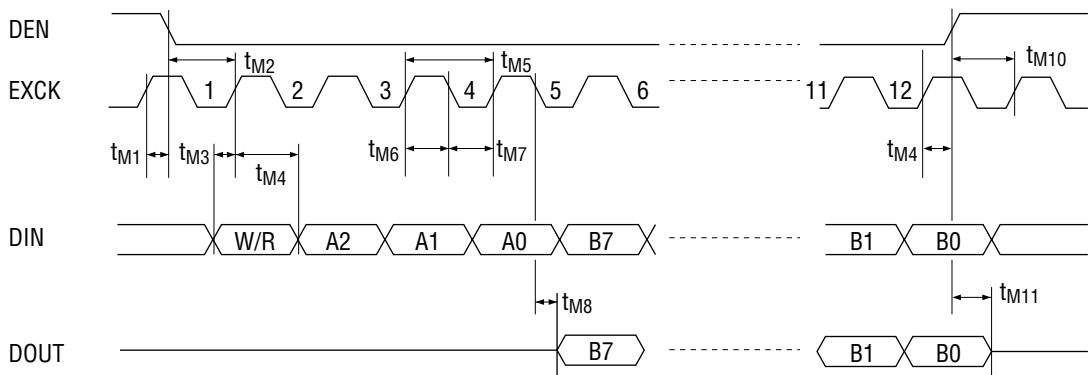 DEN
tM2 tM5 tM10
EXCK 1 2 3 4 5 6 11 12
tM1 tM3 tM4 tM6 tM7 tM4
DIN W/R A2 A1 A0 B7 B1 B0
tM8 tM11
DOUT B7 B1 B0